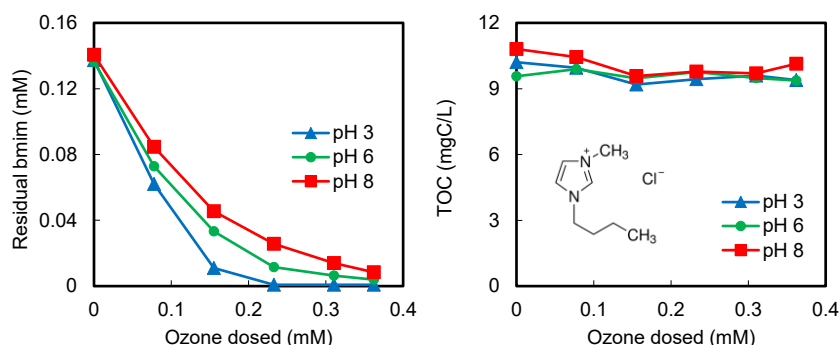 0.16
0.12
0.08
0.04
0
0
0.1
0.2
0.3
0.4
Residual bmim (mM)
Ozone dosed (mM)
pH 3
pH 6
pH 8
12
9
6
3
0
0
0.1
0.2
0.3
0.4
TOC (mgC/L)
Ozone dosed (mM)
N+
CH3
N
CH3
Cl−
pH 3
pH 6
pH 8